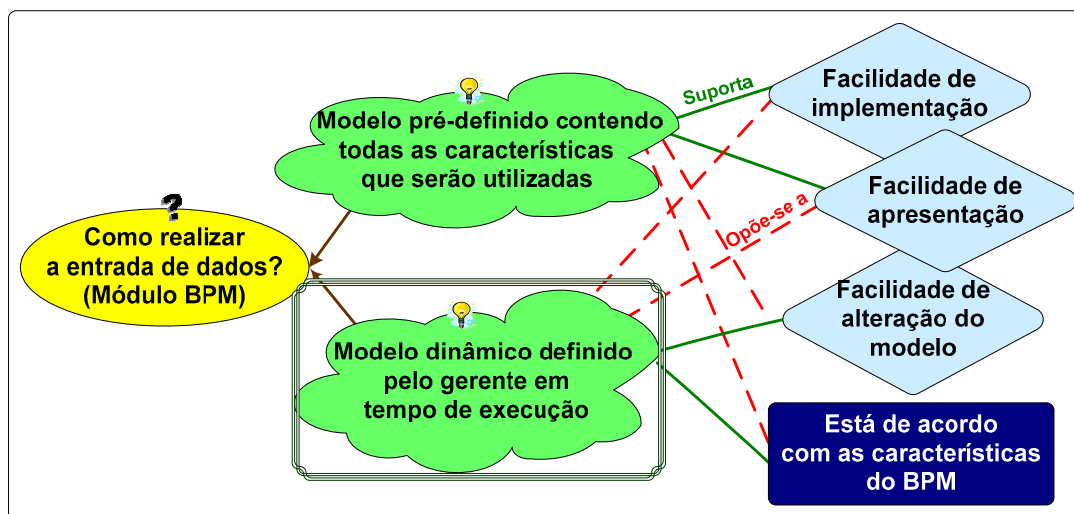 ?
Como realizar
a entrada de dados?
(Módulo BPM)
Modelo pré-definido contendo
todas as características
que serão utilizadas
Modelo dinâmico definido
pelo gerente em
tempo de execução
Suporta
Opõe-se a
Facilidade de
implementação
Facilidade de
apresentação
Facilidade de
alteração do
modelo
Está de acordo
com as características
do BPM